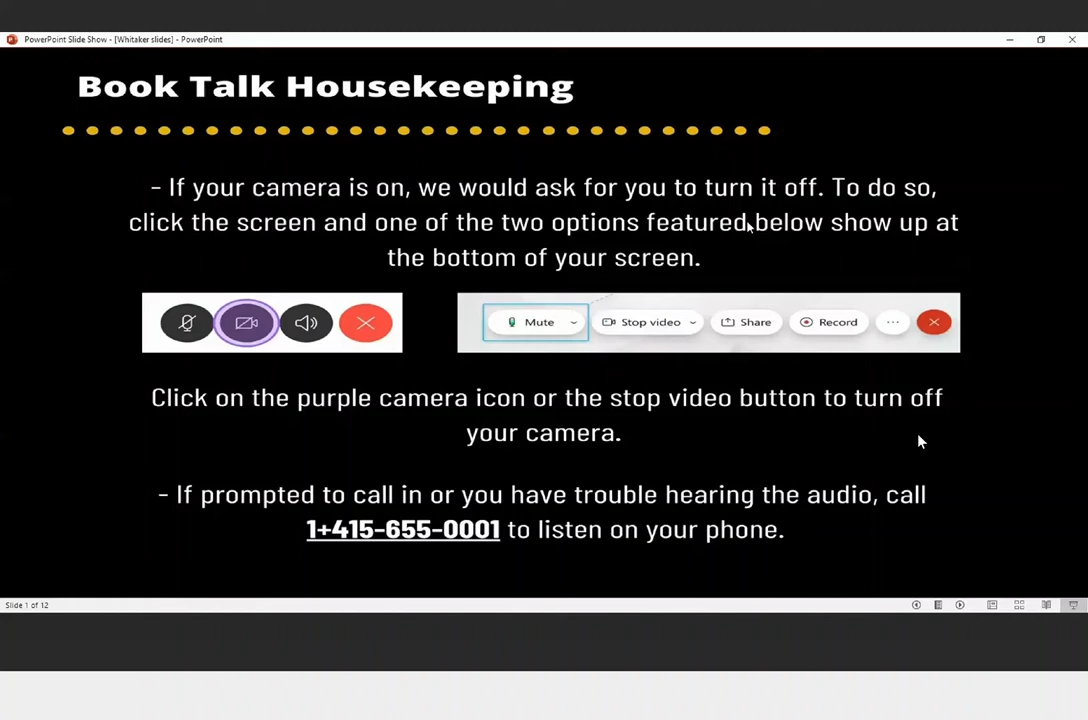 PowerPoint Slide Show - [Whitaker slides] - PowerPoint
Book Talk Housekeeping
- If your camera is on, we would ask for you to turn it off. To do so,
click the screen and one of the two options featured below show up at
the bottom of your screen.
Mute Stop video Share Record
Click on the purple camera icon or the stop video button to turn off
your camera.
- If prompted to call in or you have trouble hearing the audio, call
1+415-655-0001 to listen on your phone.
Slide 1 of 12